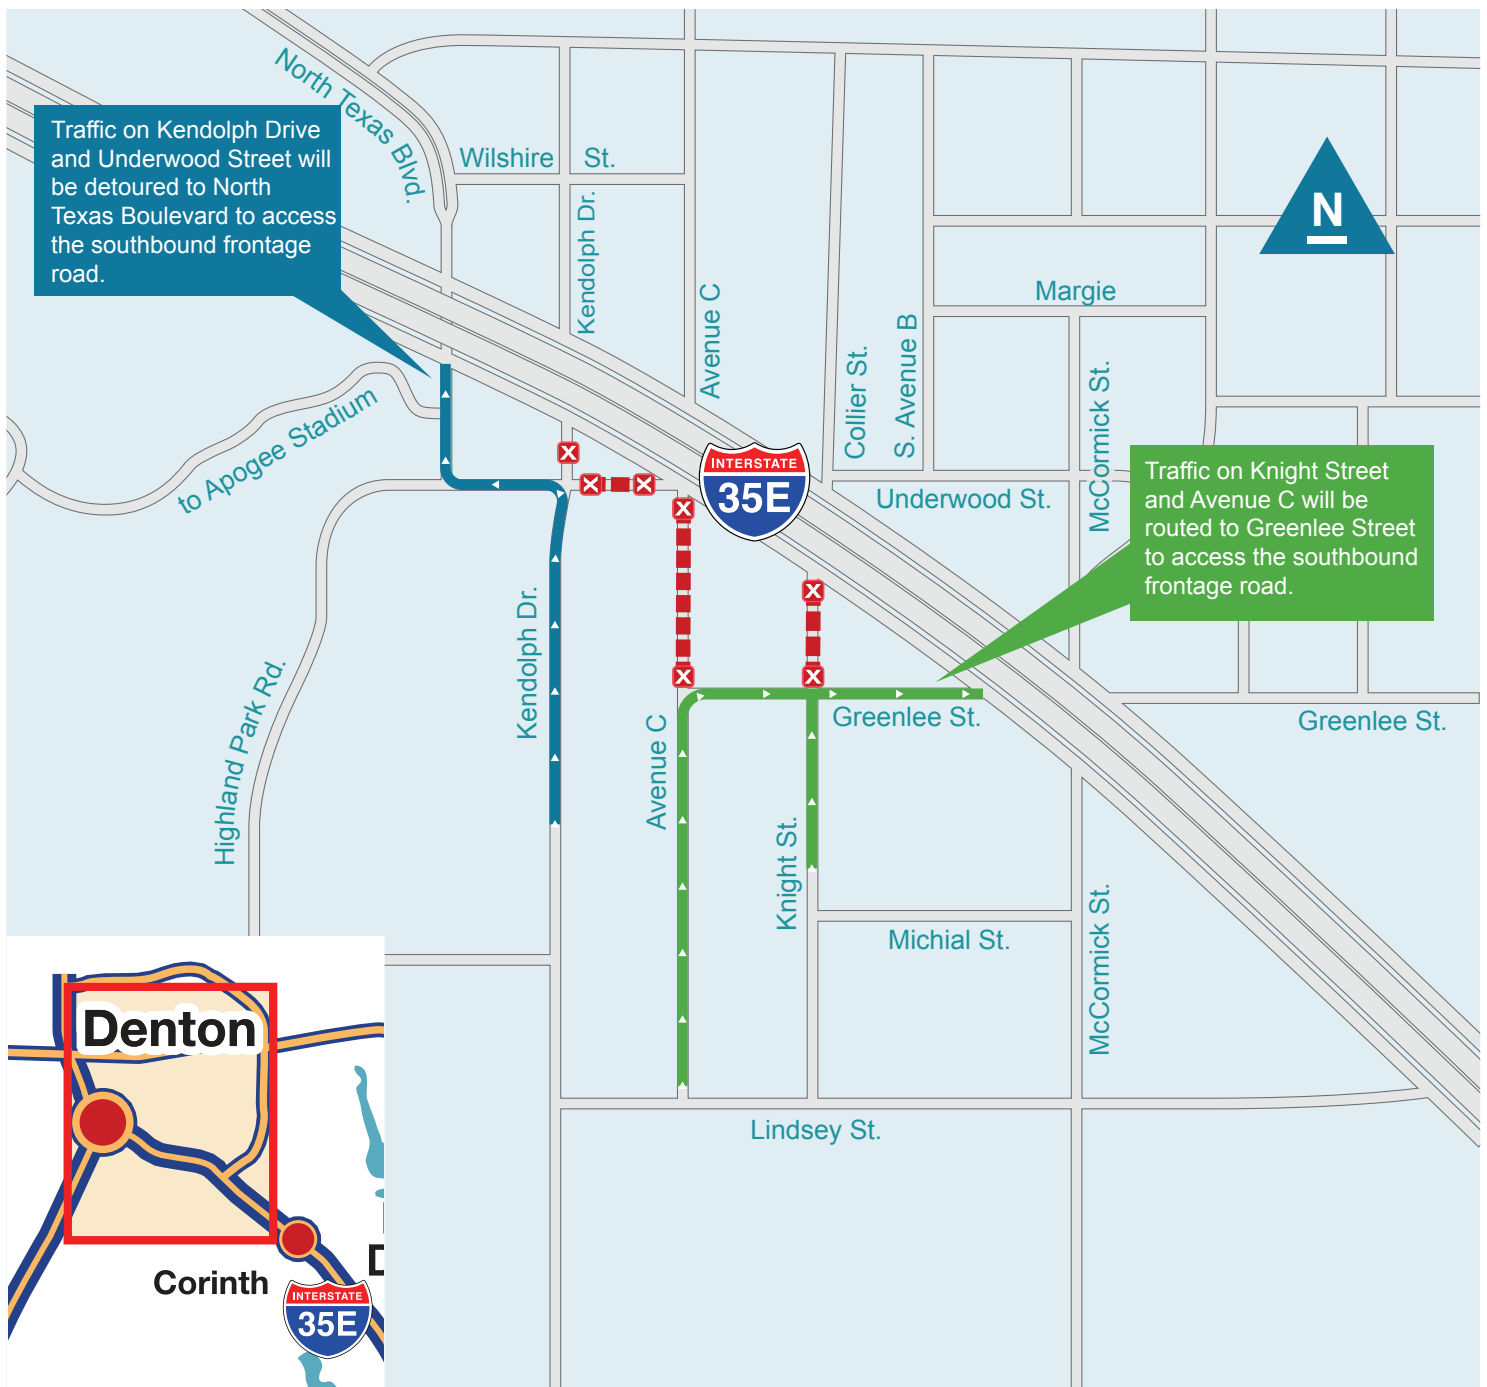 North Texas Blvd.
Traffic on Kendolph Drive
and Underwood Street will
be detoured to North
Texas Boulevard to access
the southbound frontage
road.
Wilshire St.
Kendolph Dr.
N
Avenue C
Margie
Collier St.
S. Avenue B
McCormick St.
to Apogee Stadium
X
X
X
X
INTERSTATE
35E
Underwood St.
Traffic on Knight Street
and Avenue C will be
routed to Greenlee Street
to access the southbound
frontage road.
X
X
X
Kendolph Dr.
Highland Park Rd.
Avenue C
Greenlee St.
Greenlee St.
Knight St.
Michial St.
McCormick St.
Lindsey St.
Denton
Corinth
INTERSTATE
35E